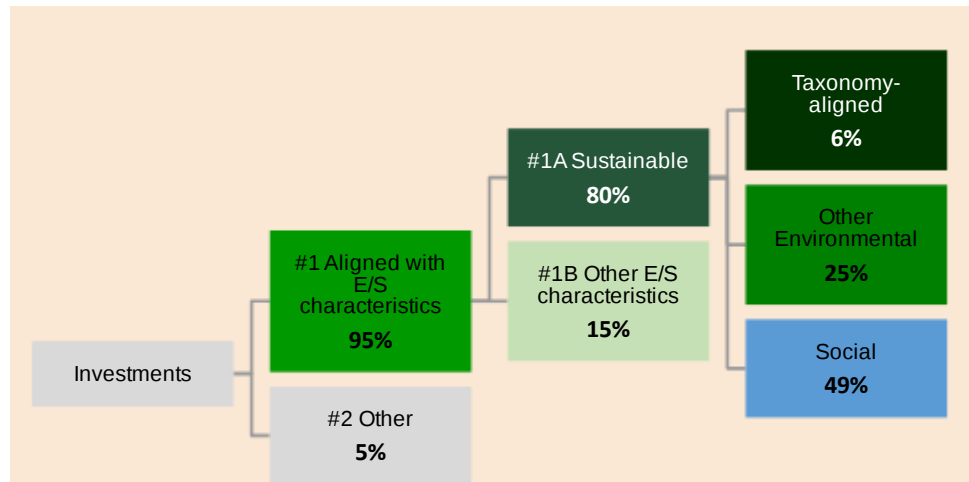 Investments
#1 Aligned with
E/S
characteristics
95%
#2 Other
5%
#1A Sustainable
80%
#1B Other E/S
characteristics
15%
Taxonomy-
aligned
6%
Other
Environmental
25%
Social
49%